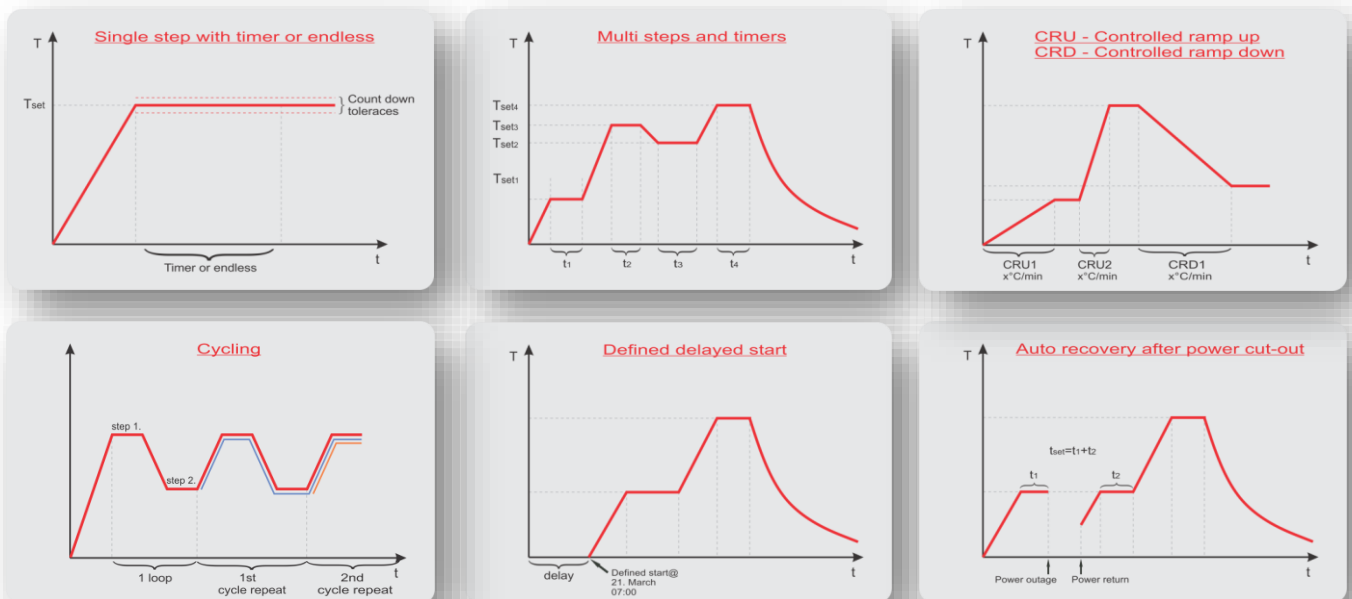 Single step with timer or endless
T
Tset
Count down
toleraces
t
Timer or endless
Multi steps and timers
T
Tset4
Tset3
Tset2
Tset1
t1 t2 t3 t4
t
CRU - Controlled ramp up
CRD - Controlled ramp down
T
t
CRU1 CRU2 CRD1
x°C/min x°C/min x°C/min
Cycling
step 1.
step 2.
t
1 loop 1st 2nd
cycle repeat cycle repeat
Defined delayed start
T
t
delay
Defined start@
21. March
07:00
Auto recovery after power cut-out
T
tset=t1+t2
t1 t2
t
Power outage Power return